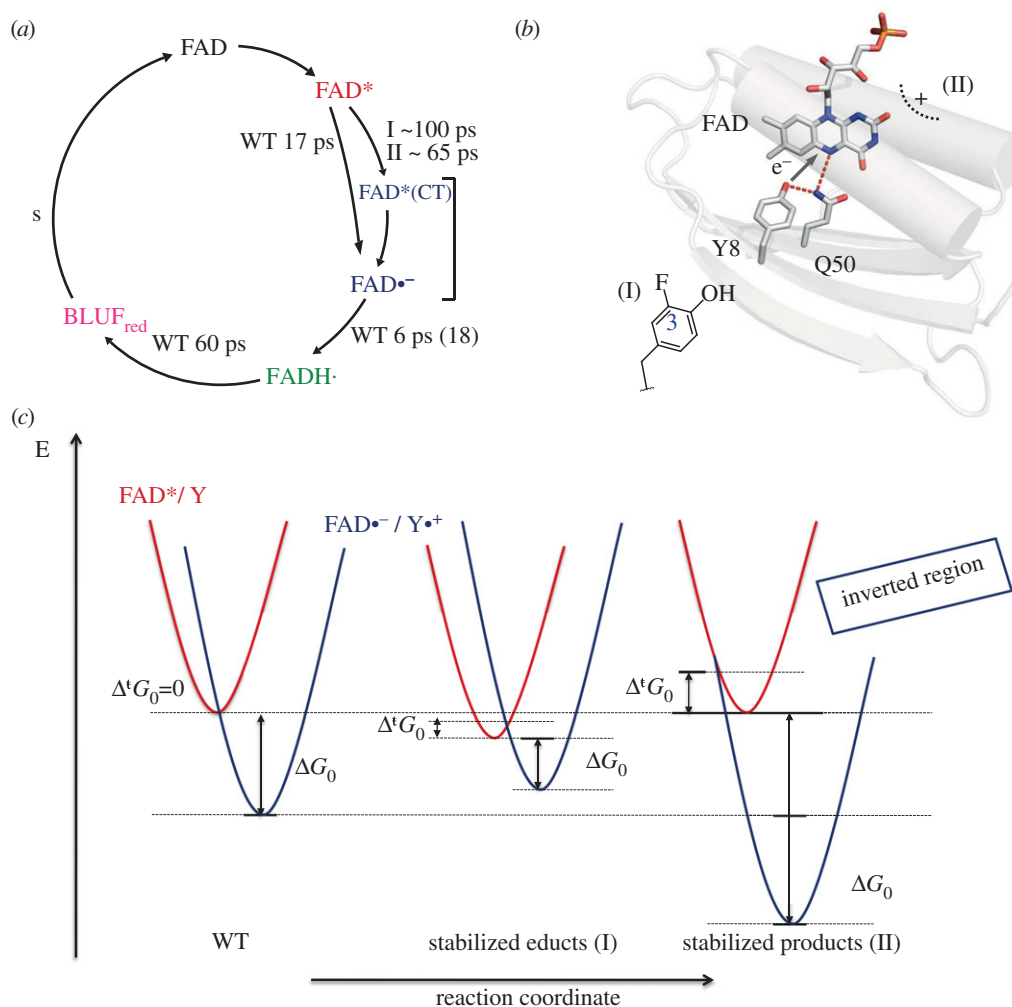 (a)
FAD
FAD*
WT 17 ps
I ~100 ps
II ~ 65 ps
FAD*(CT)
FAD•–
WT 6 ps (18)
FADH·
WT 60 ps
BLUFred
s
(b)
(II)
+
FAD
e–
Y8
Q50
(I)
F
OH
3
(c)
E
FAD*/ Y
FAD•– / Y•+
inverted region
Δ‡G0=0
ΔG0
Δ‡G0
ΔG0
Δ‡G0
ΔG0
WT
stabilized educts (I)
stabilized products (II)
reaction coordinate